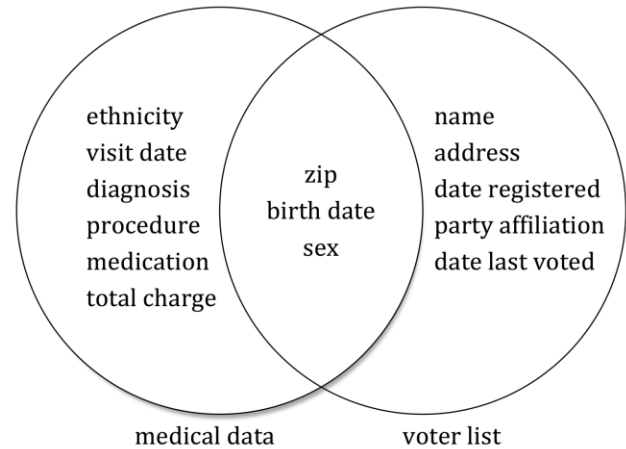 ethnicity
visit date
diagnosis
procedure
medication
total charge
zip
birth date
sex
name
address
date registered
party affiliation
date last voted
medical data
voter list